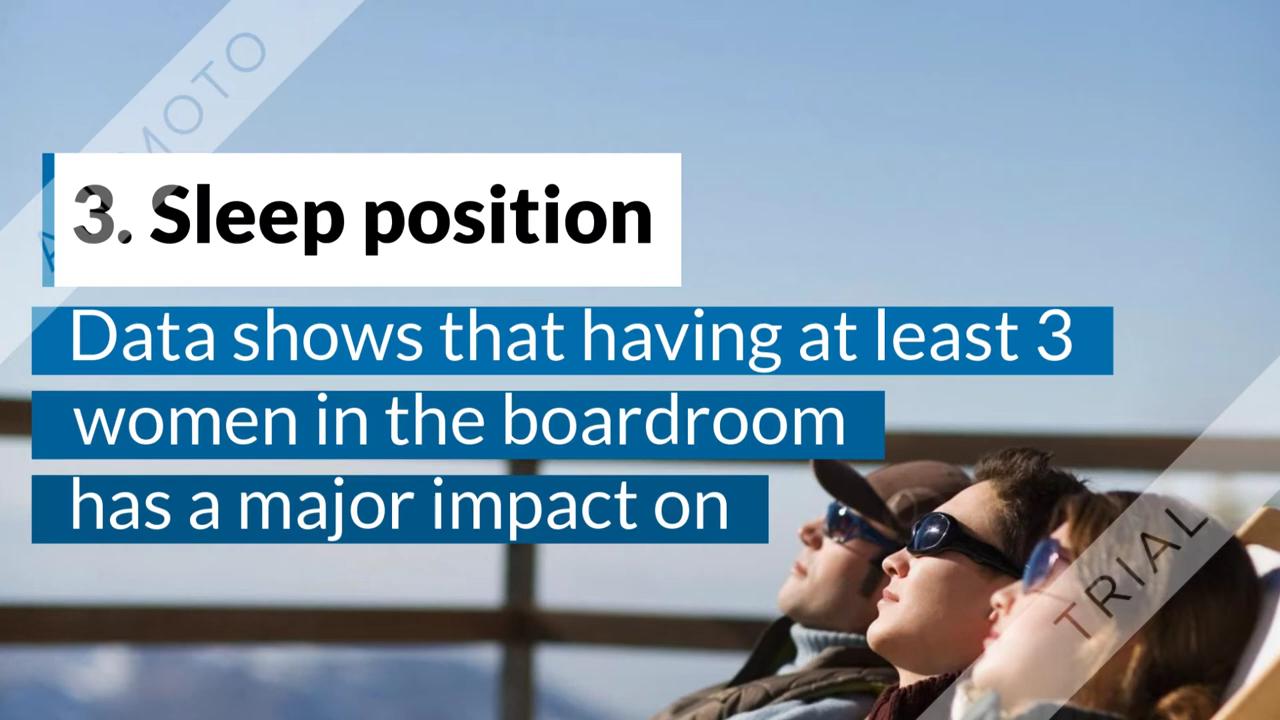 3. Sleep position
Data shows that having at least 3
women in the boardroom
has a major impact on
TRIAL